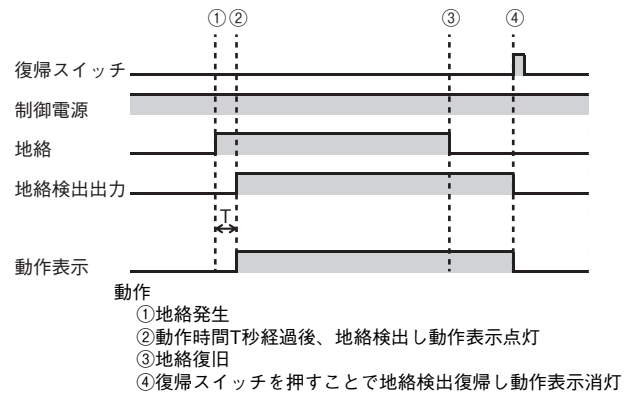 ①② ③ ④
復帰スイッチ
制御電源
地絡
地絡検出出力
T
動作表示
動作
①地絡発生
②動作時間T秒経過後、地絡検出し動作表示点灯
③地絡復旧
④復帰スイッチを押すことで地絡検出復帰し動作表示消灯